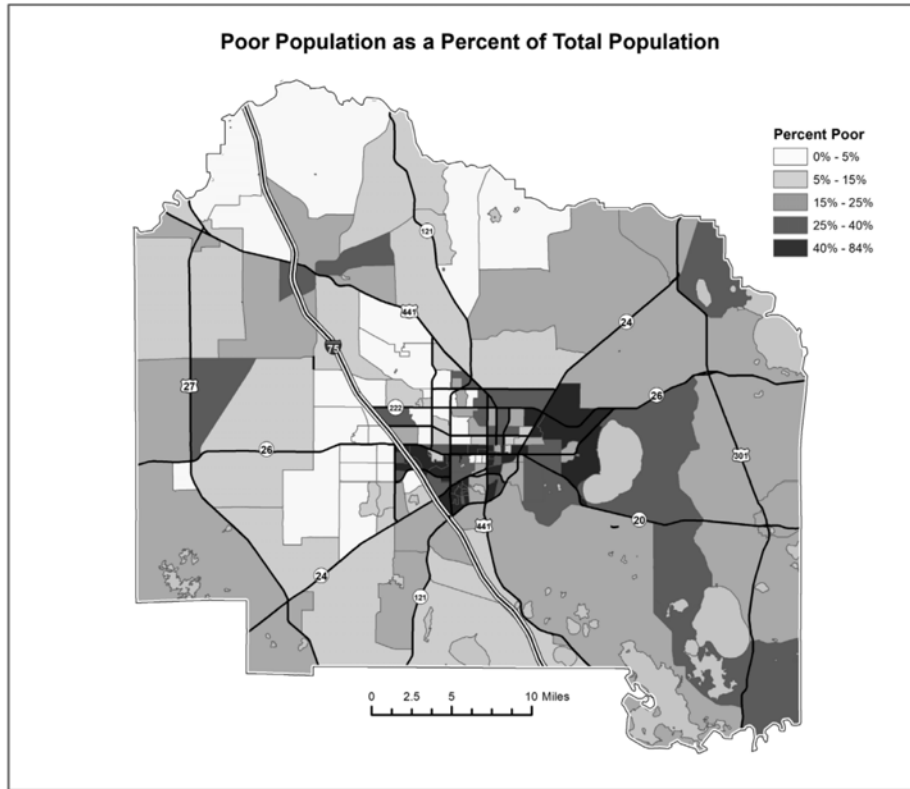 Poor Population as a Percent of Total Population
Percent Poor
0% - 5%
5% - 15%
15% - 25%
25% - 40%
40% - 84%
121
441
24
75
27
222
26
26
301
441
20
24
121
0 2.5 5 10 Miles